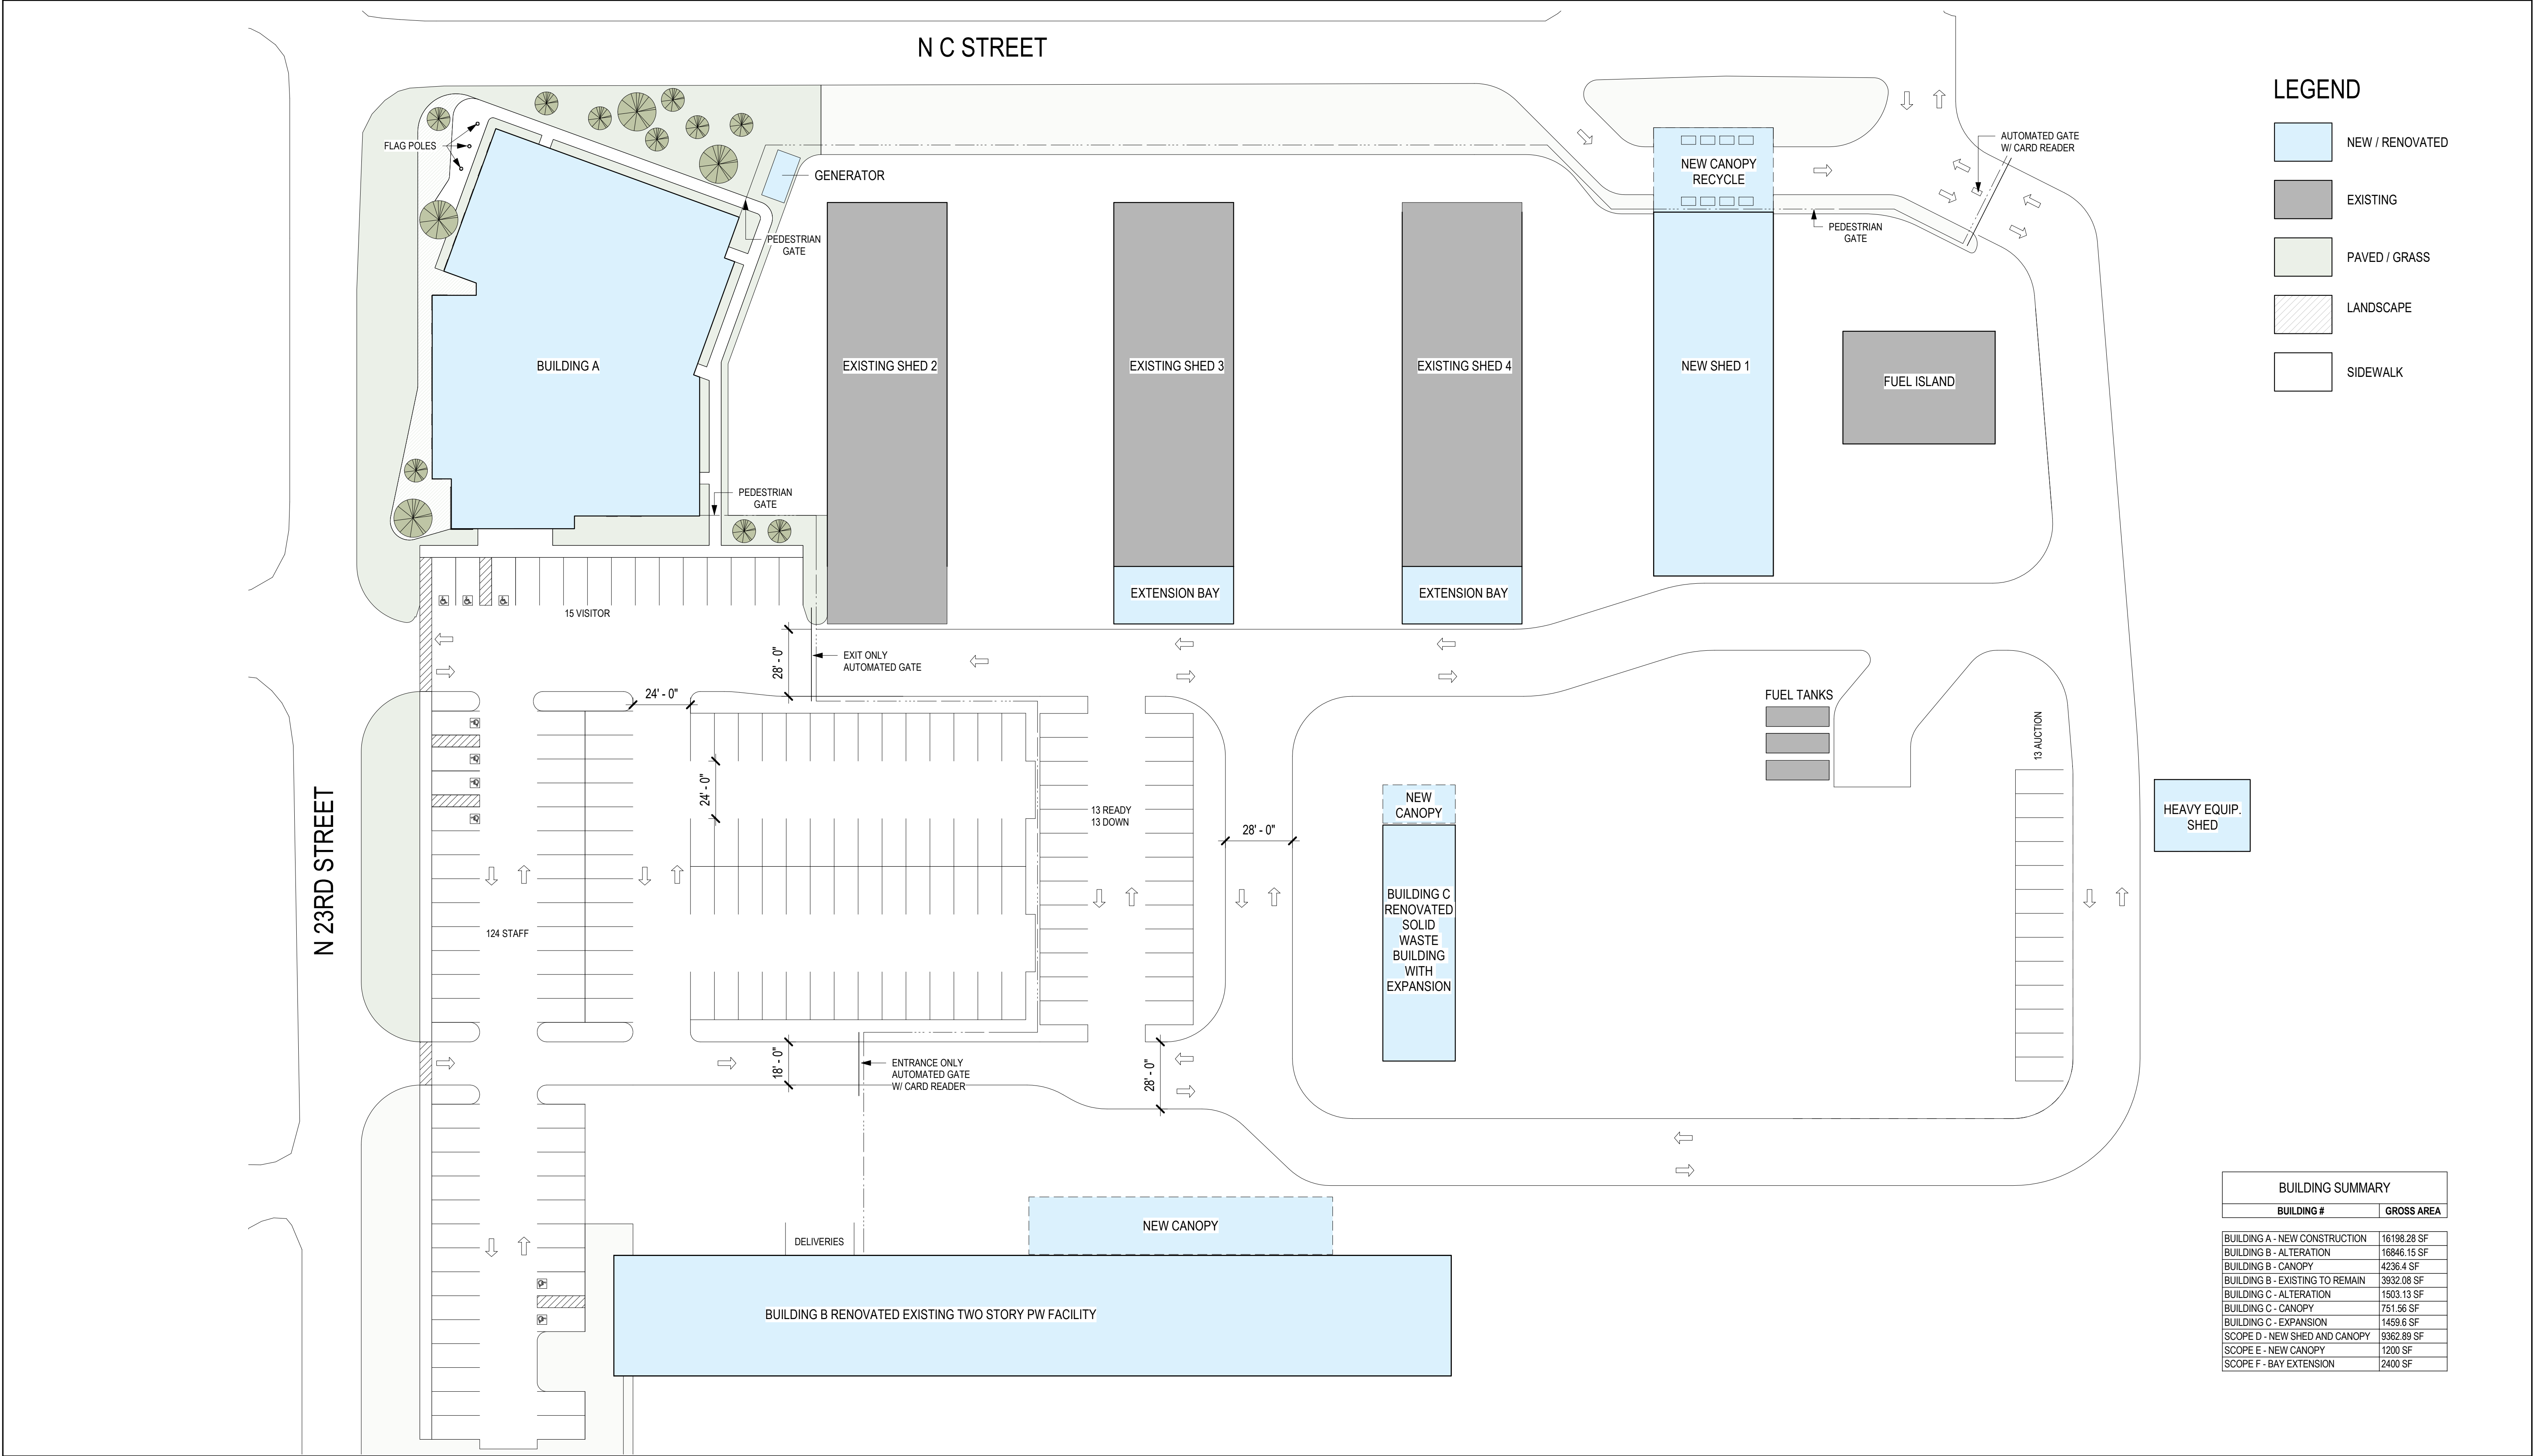 N C STREET
LEGEND
NEW / RENOVATED
EXISTING
PAVED / GRASS
LANDSCAPE
SIDEWALK
FLAG POLES
GENERATOR
PEDESTRIAN
GATE
BUILDING A
PEDESTRIAN
GATE
EXISTING SHED 2
EXISTING SHED 3
EXISTING SHED 4
NEW CANOPY
RECYCLE
NEW SHED 1
PEDESTRIAN
GATE
AUTOMATED GATE
W/ CARD READER
FUEL ISLAND
EXTENSION BAY
EXTENSION BAY
15 VISITOR
28' - 0"
EXIT ONLY
AUTOMATED GATE
24' - 0"
24' - 0"
N 23RD STREET
124 STAFF
13 READY
13 DOWN
28' - 0"
FUEL TANKS
13 AUCTION
NEW
CANOPY
BUILDING C
RENOVATED
SOLID
WASTE
BUILDING
WITH
EXPANSION
HEAVY EQUIP.
SHED
18' - 0"
ENTRANCE ONLY
AUTOMATED GATE
W/ CARD READER
28' - 0"
DELIVERIES
NEW CANOPY
BUILDING B RENOVATED EXISTING TWO STORY PW FACILITY
BUILDING SUMMARY
BUILDING # GROSS AREA
BUILDING A - NEW CONSTRUCTION 16198.28 SF
BUILDING B - ALTERATION 16846.15 SF
BUILDING B - CANOPY 4236.4 SF
BUILDING B - EXISTING TO REMAIN 3932.08 SF
BUILDING C - ALTERATION 1503.13 SF
BUILDING C - CANOPY 751.56 SF
BUILDING C - EXPANSION 1459.6 SF
SCOPE D - NEW SHED AND CANOPY 9362.89 SF
SCOPE E - NEW CANOPY 1200 SF
SCOPE F - BAY EXTENSION 2400 SF